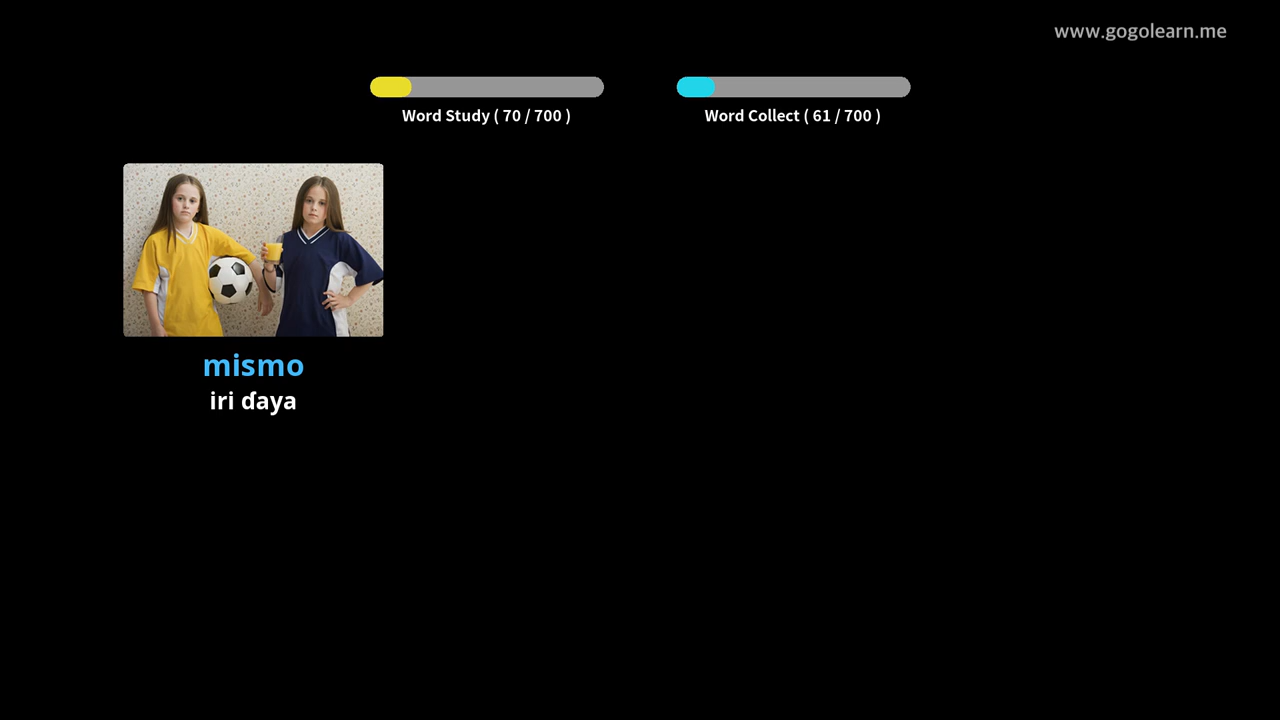 www.gogolearn.me
Word Study ( 70 / 700 )
Word Collect ( 61 / 700 )
mismo
iri ɗaya